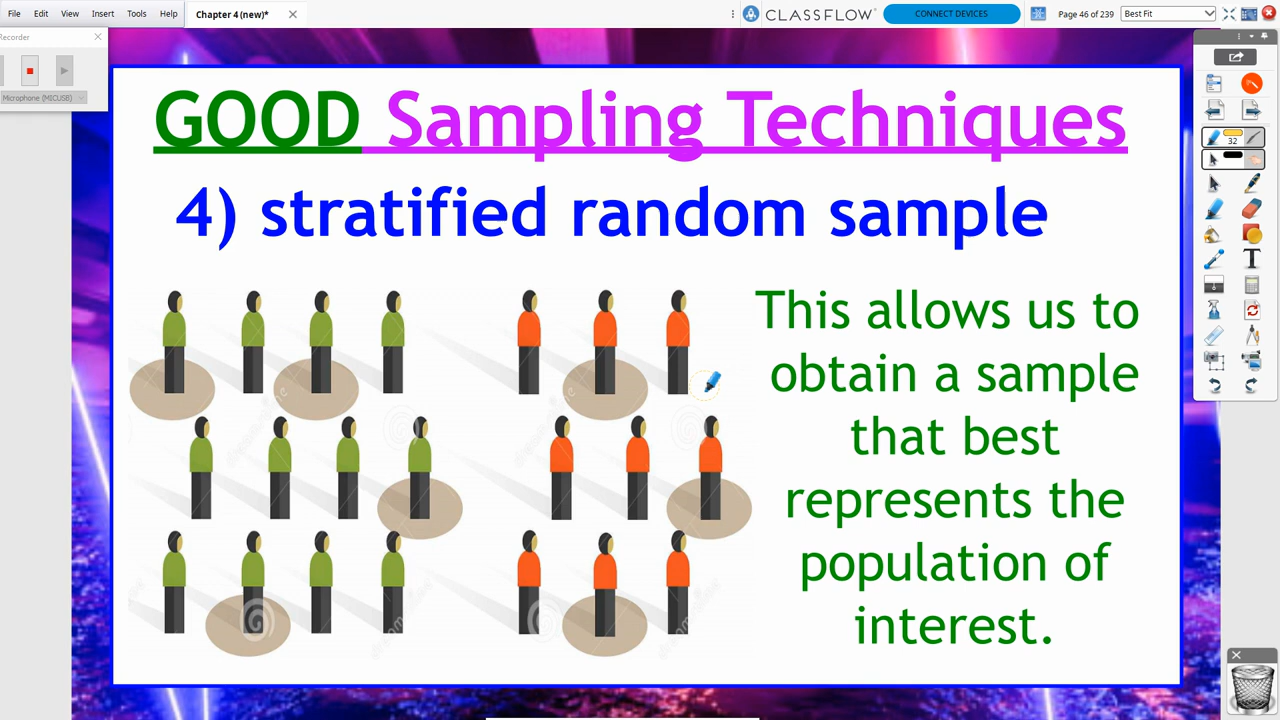 File Edit View Insert Tools Help
Chapter 4 (new)*
CLASSFLOW
CONNECT DEVICES
Page 46 of 239
Best Fit
Recorder
Microphone (MICUSB)
32
GOOD Sampling Techniques
4) stratified random sample
This allows us to
obtain a sample
that best
represents the
population of
interest.